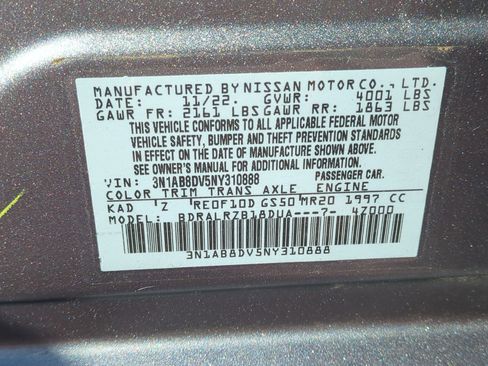 MANUFACTURED BY NISSAN MOTOR CO., LTD.
DATE: 11/22. GVWR: 4001 LBS
GAWR FR: 2161 LBS GAWR RR: 1863 LBS
THIS VEHICLE CONFORMS TO ALL APPLICABLE FEDERAL MOTOR
VEHICLE SAFETY, BUMPER AND THEFT PREVENTION STANDARDS
IN EFFECT ON THE DATE OF MANUFACTURE SHOWN ABOVE.
SEE OWNER'S MANUAL FOR ADDITIONAL INFORMATION.
VIN: 3N1AB8DV5NY310888 PASSENGER CAR.
COLOR TRIM TRANS AXLE ENGINE
KAD Z RE0F10D GS50 MR20 1997 CC
MODEL: BDRALRZB18DUA---7- 47000
3N1AB8DV5NY310888